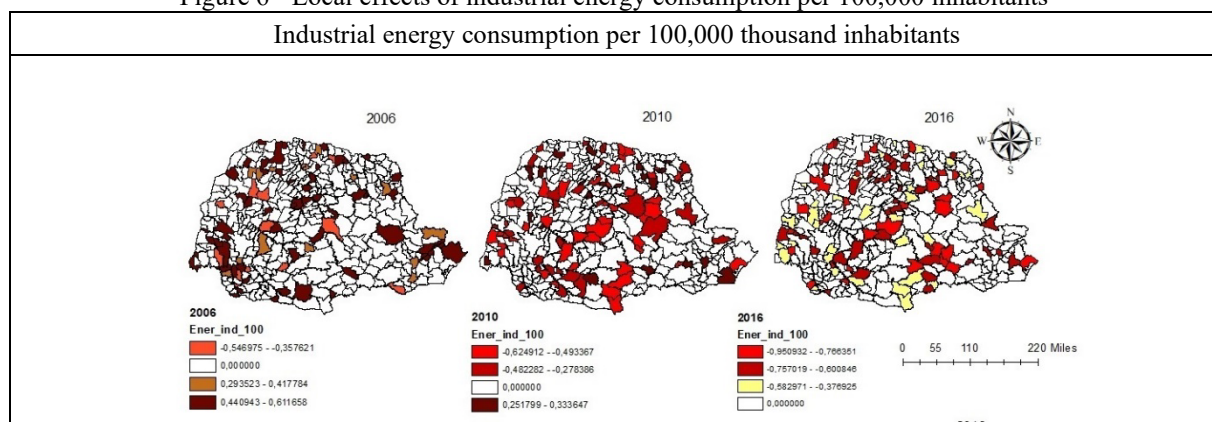 Figure 6 - Local effects of industrial energy consumption per 100,000 inhabitants
Industrial energy consumption per 100,000 thousand inhabitants
2006
2010
2016
N
W
E
S
2006
Ener_ind_100
-0,546975 - -0,357621
0,000000
0,293523 - 0,417784
0,440943 - 0,611658
2010
Ener_ind_100
-0,624912 - -0,493367
-0,482282 - -0,278386
0,000000
0,251799 - 0,333647
2016
Ener_ind_100
-0,950932 - -0,766351
-0,757019 - -0,600846
-0,582971 - -0,376925
0,000000
0 55 110 220 Miles